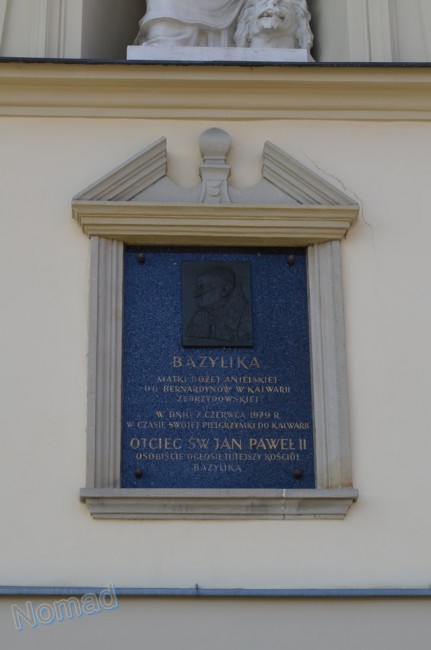 BAZYLIKA
MATKI BOŻEJ ANIELSKIEJ
OO BERNARDYNÓW W KALWARII
ZEBRZYDOWSKIEJ
W DNIU 7 CZERWCA 1979 R.
W CZASIE SWOJEJ PIELGRZYMKI DO KALWARII
OJCIEC ŚW JAN PAWEŁ II
OSOBIŚCIE OGŁOSIŁ TUTEJSZY KOŚCIÓŁ
BAZYLIKĄ
Nomad